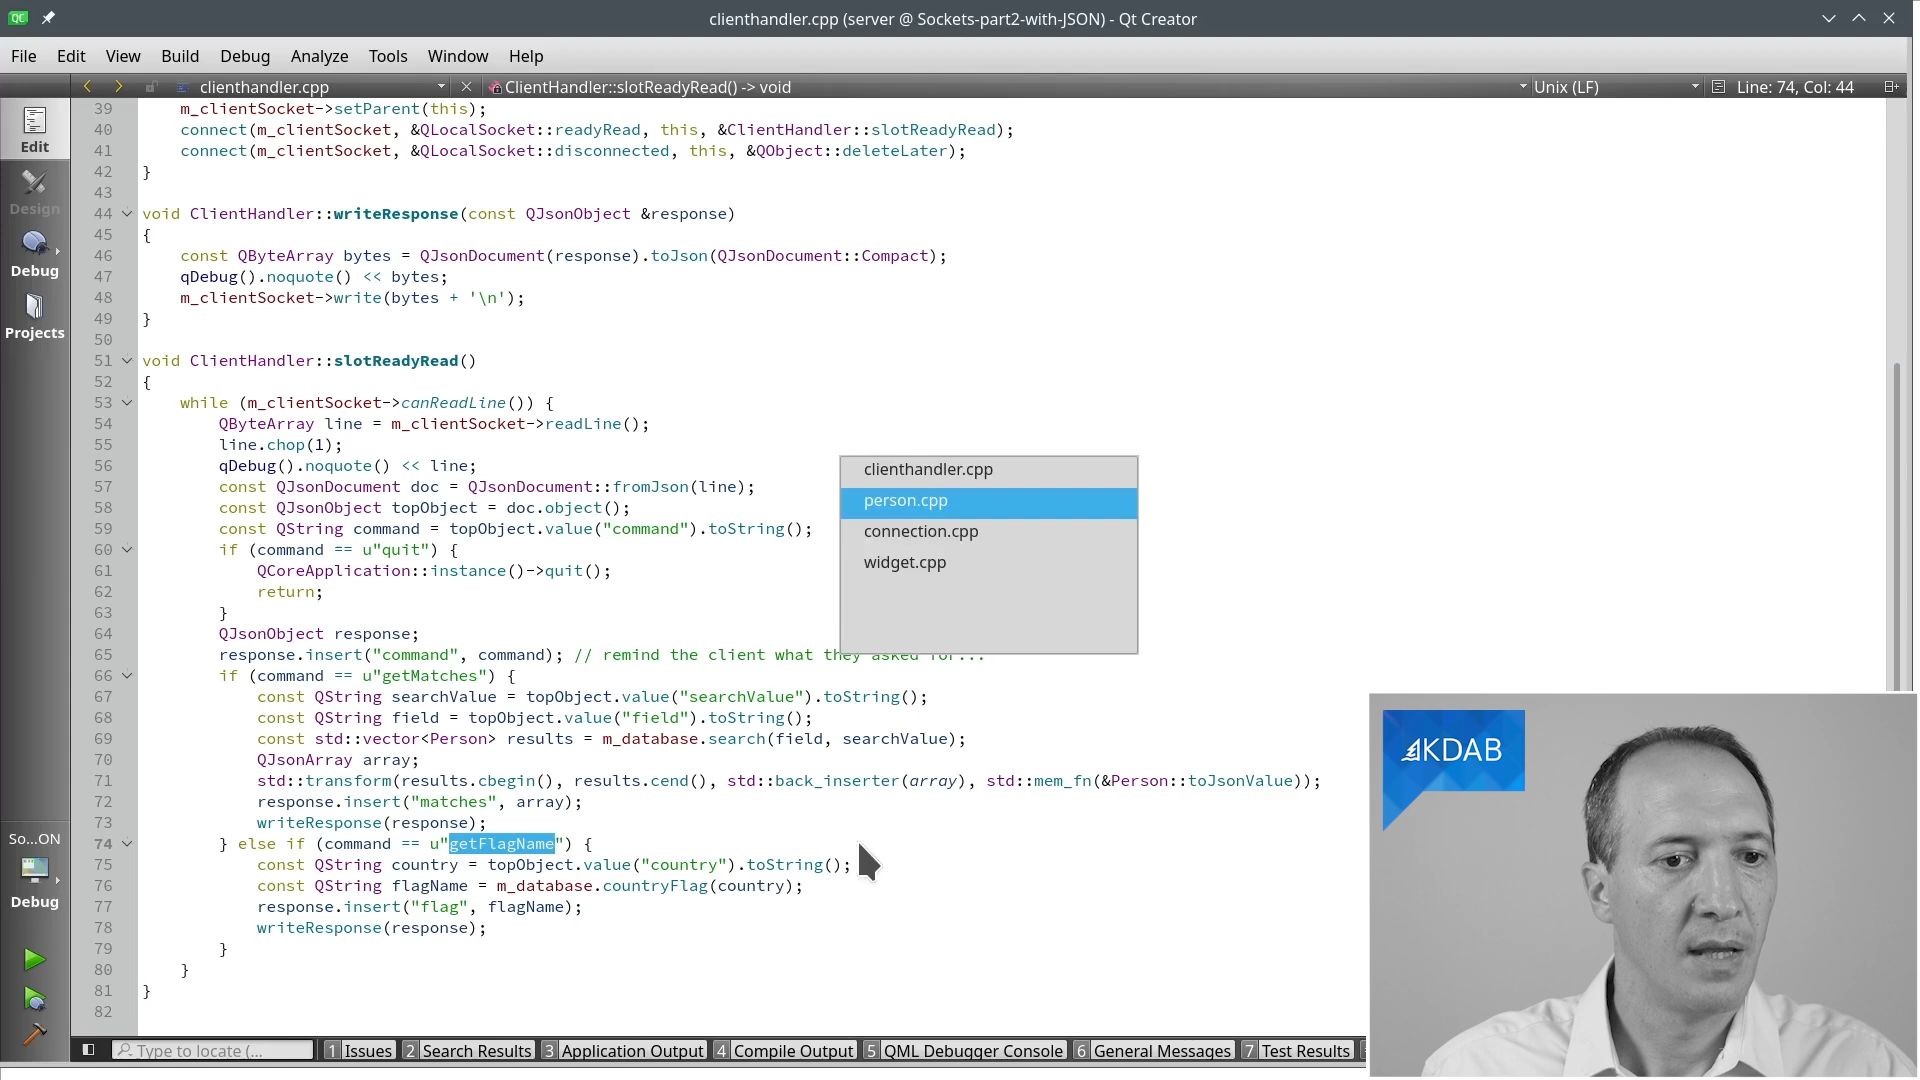 QC
clienthandler.cpp (server @ Sockets-part2-with-JSON) - Qt Creator
File Edit View Build Debug Analyze Tools Window Help
clienthandler.cpp
ClientHandler::slotReadyRead() -> void
Unix (LF)
Line: 74, Col: 44
Edit
Design
Debug
Projects
So...ON
Debug
39 m_clientSocket->setParent(this);
40 connect(m_clientSocket, &QLocalSocket::readyRead, this, &ClientHandler::slotReadyRead);
41 connect(m_clientSocket, &QLocalSocket::disconnected, this, &QObject::deleteLater);
42 }
43
44 void ClientHandler::writeResponse(const QJsonObject &response)
45 {
46 const QByteArray bytes = QJsonDocument(response).toJson(QJsonDocument::Compact);
47 qDebug().noquote() << bytes;
48 m_clientSocket->write(bytes + '\n');
49 }
50
51 void ClientHandler::slotReadyRead()
52 {
53 while (m_clientSocket->canReadLine()) {
54 QByteArray line = m_clientSocket->readLine();
55 line.chop(1);
56 qDebug().noquote() << line;
57 const QJsonDocument doc = QJsonDocument::fromJson(line);
58 const QJsonObject topObject = doc.object();
59 const QString command = topObject.value("command").toString();
60 if (command == u"quit") {
61 QCoreApplication::instance()->quit();
62 return;
63 }
64 QJsonObject response;
65 response.insert("command", command); // remind the client what they asked for...
66 if (command == u"getMatches") {
67 const QString searchValue = topObject.value("searchValue").toString();
68 const QString field = topObject.value("field").toString();
69 const std::vector<Person> results = m_database.search(field, searchValue);
70 QJsonArray array;
71 std::transform(results.cbegin(), results.cend(), std::back_inserter(array), std::mem_fn(&Person::toJsonValue));
72 response.insert("matches", array);
73 writeResponse(response);
74 } else if (command == u"getFlagName") {
75 const QString country = topObject.value("country").toString();
76 const QString flagName = m_database.countryFlag(country);
77 response.insert("flag", flagName);
78 writeResponse(response);
79 }
80 }
81 }
82
clienthandler.cpp
person.cpp
connection.cpp
widget.cpp
KDAB
Type to locate (...
1 Issues 2 Search Results 3 Application Output 4 Compile Output 5 QML Debugger Console 6 General Messages 7 Test Results